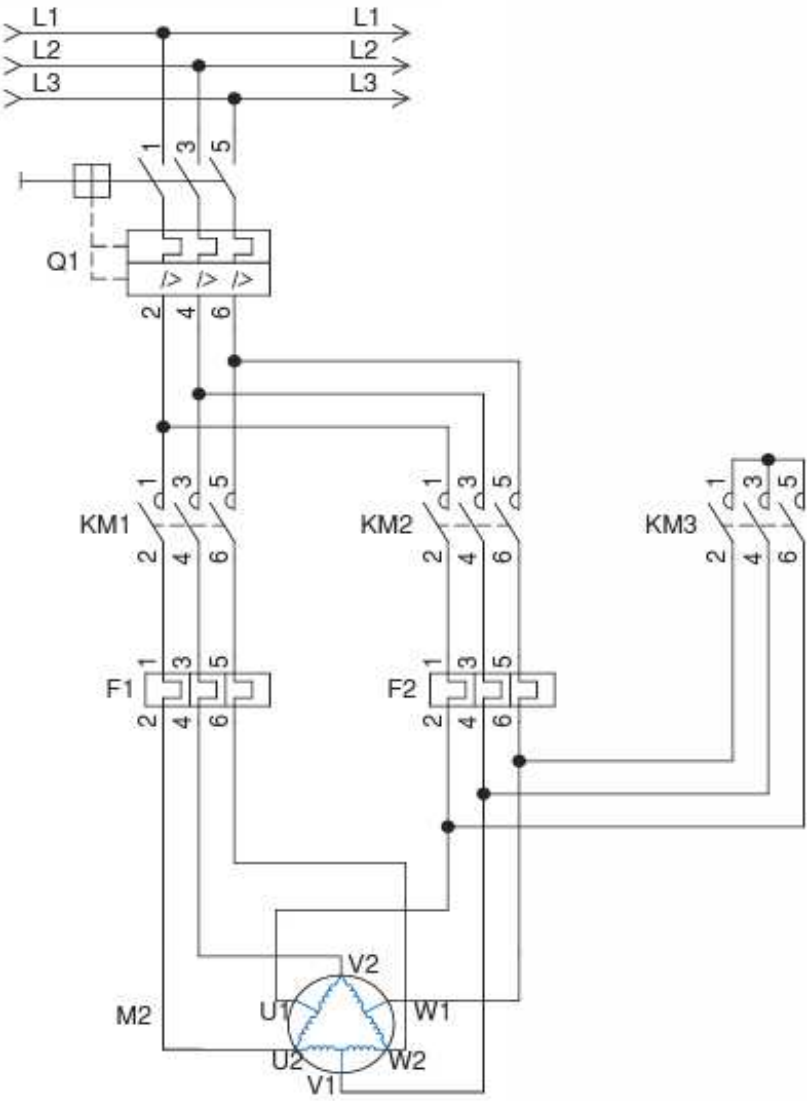 L1 L1
L2 L2
L3 L3
1 3 5
Q1
I> I> I>
2 4 6
1 3 5 1 3 5 1 3 5
KM1 KM2 KM3
2 4 6 2 4 6 2 4 6
1 3 5 1 3 5
F1 F2
2 4 6 2 4 6
V2
M2 U1 W1
U2 W2
V1